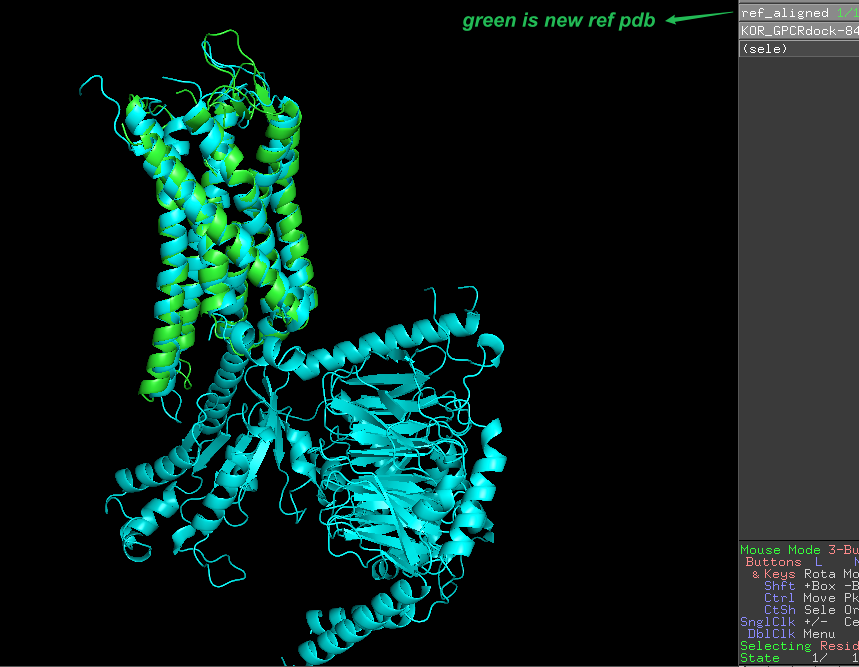 green is new ref pdb
ref_aligned 1/1
KOR_GPCRdock-84
(sele)
Mouse Mode 3-Bu
Buttons L
& Keys Rota Mo
Shft +Box -B
Ctrl Move Pk
CtSh Sele Or
SnglClk +/- Ce
DblClk Menu
Selecting Resid
State 1/ 1